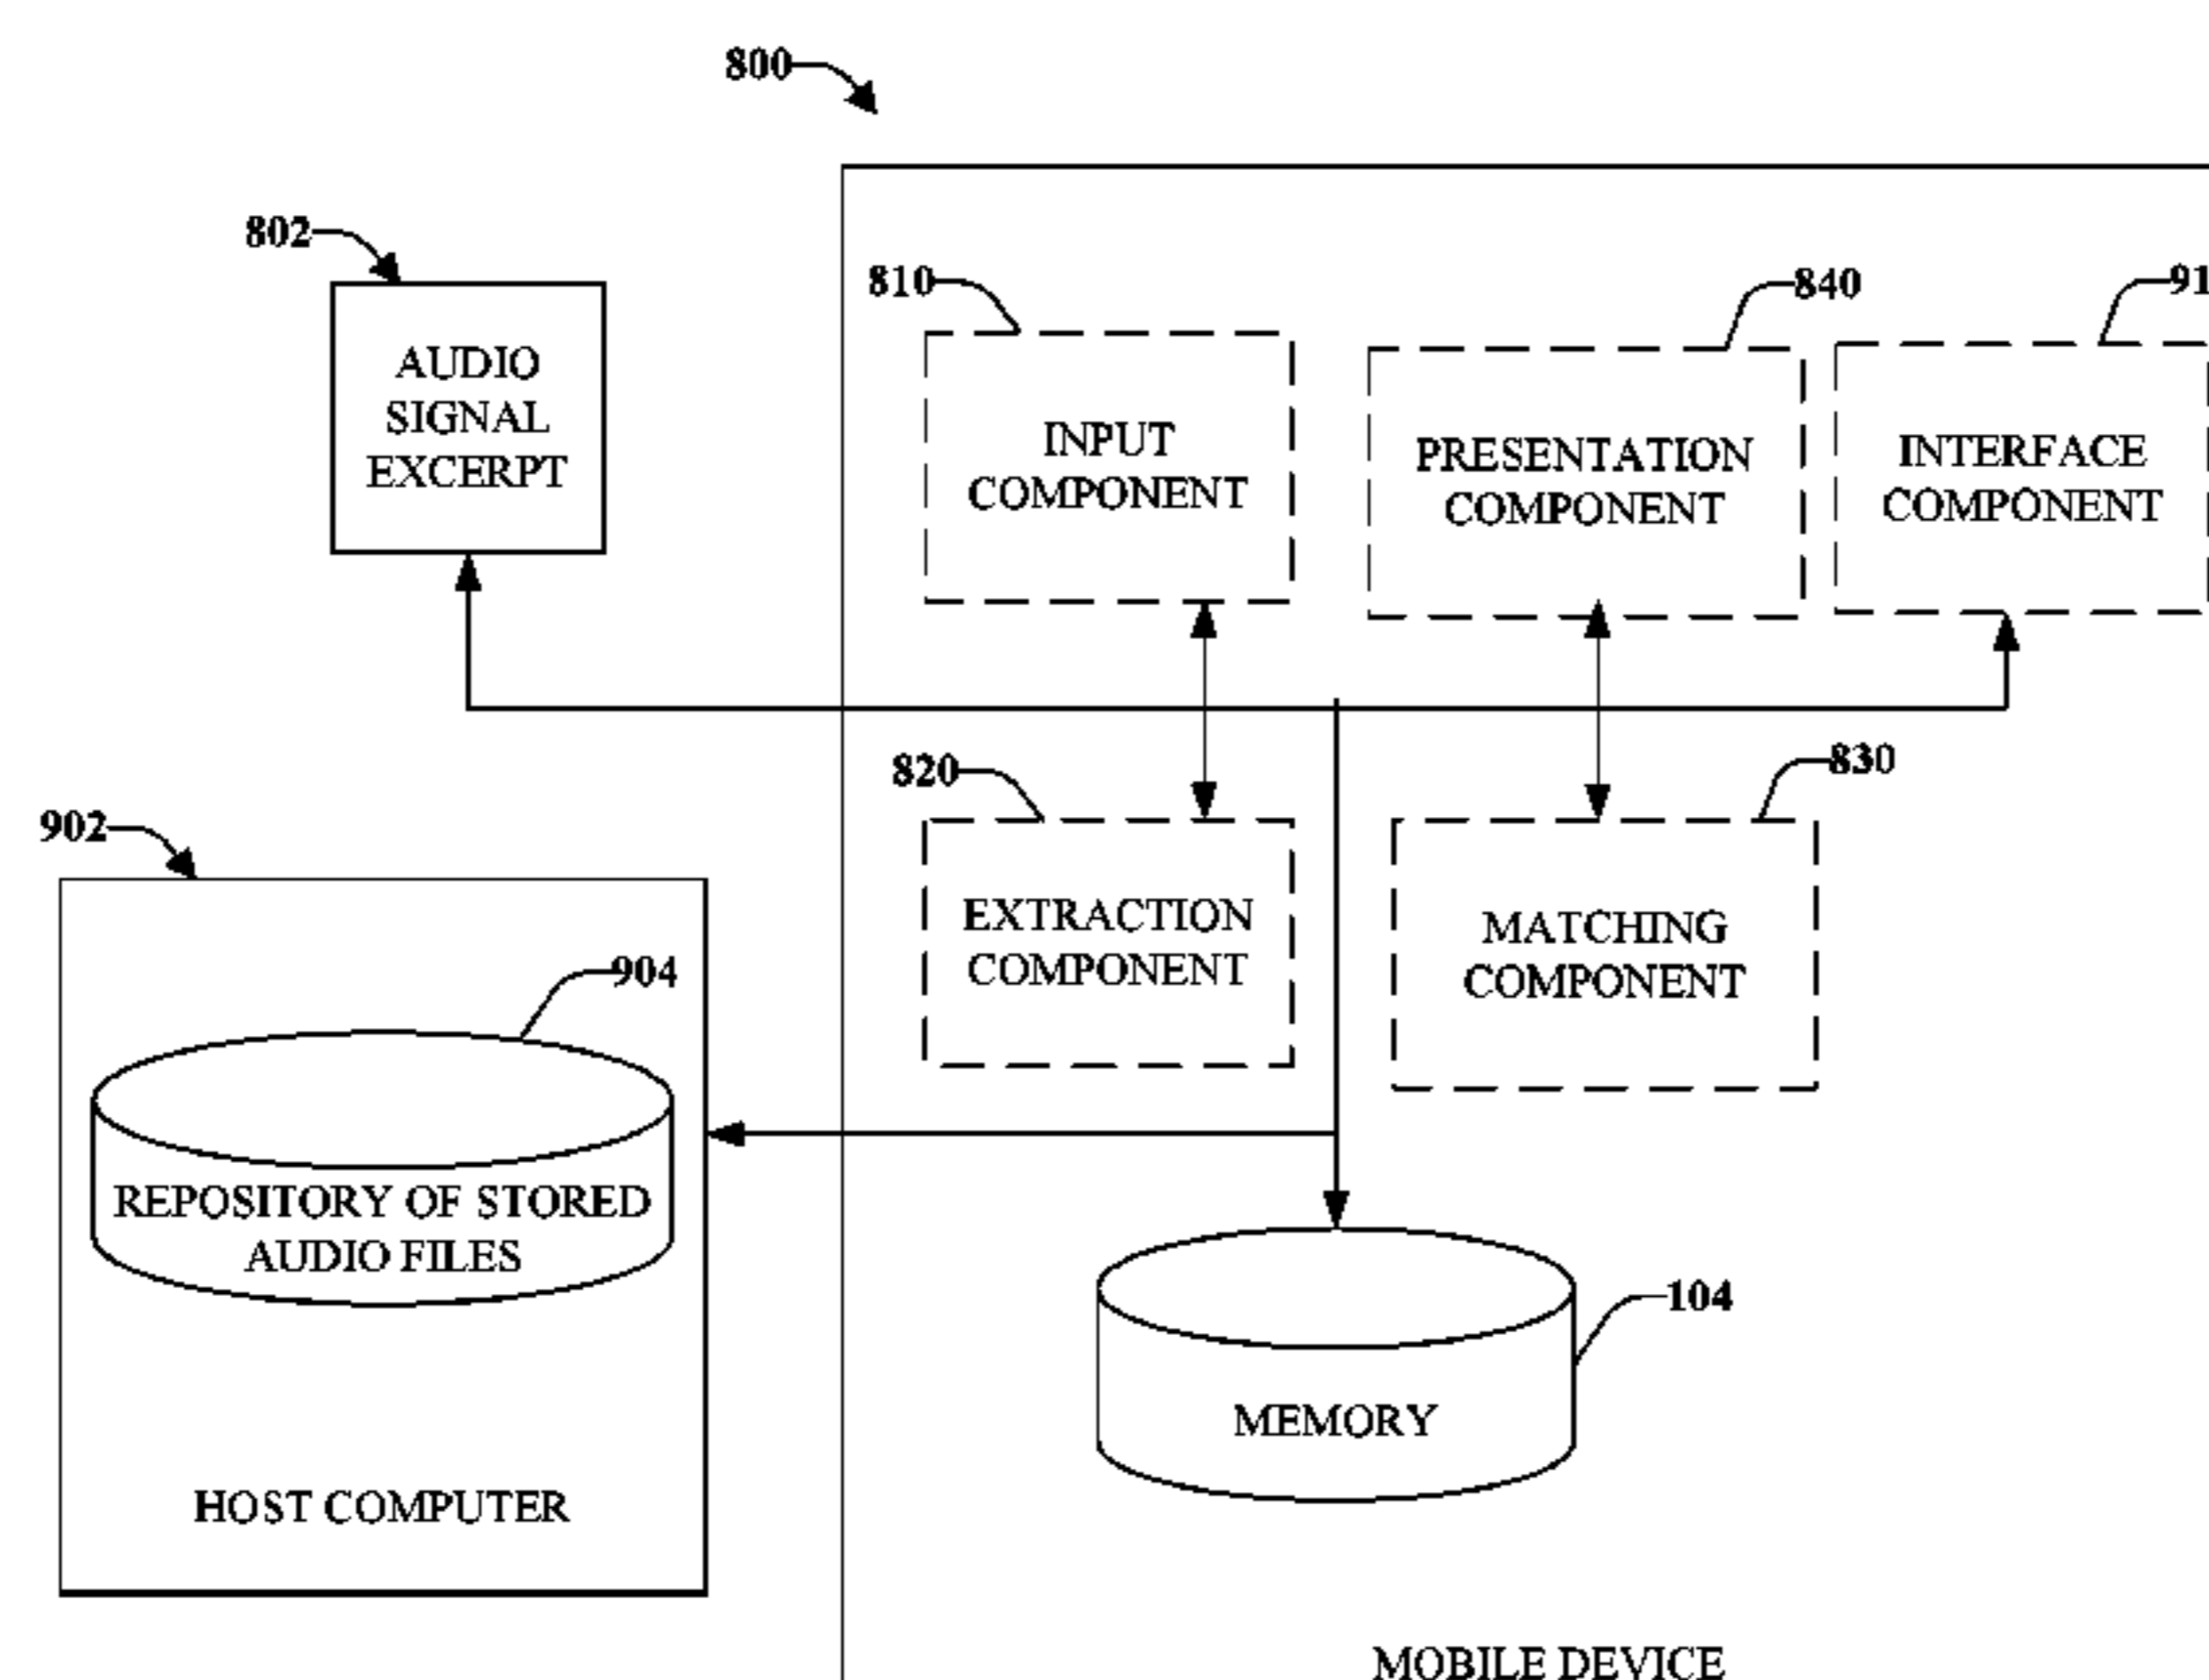 800
802
AUDIO
SIGNAL
EXCERPT
810
INPUT
COMPONENT
840
PRESENTATION
COMPONENT
91
INTERFACE
COMPONENT
820
EXTRACTION
COMPONENT
830
MATCHING
COMPONENT
902
904
REPOSITORY OF STORED
AUDIO FILES
HOST COMPUTER
104
MEMORY
MOBILE DEVICE